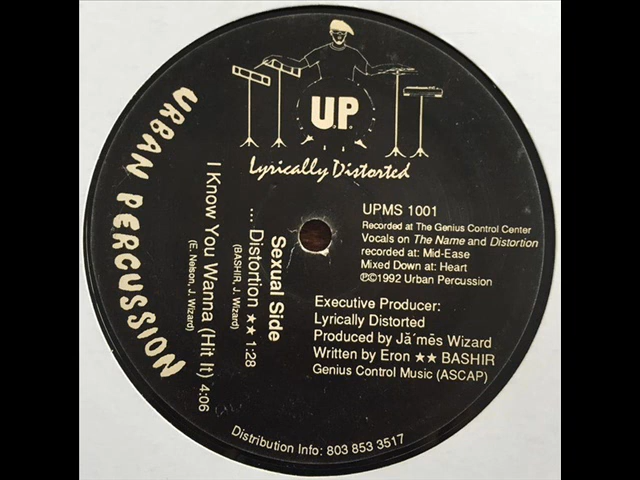 URBAN PERCUSSION
U.P.
Lyrically Distorted
UPMS 1001
Recorded at The Genius Control Center
Vocals on The Name and Distortion
recorded at: Mid-Ease
Mixed Down at: Heart
℗©1992 Urban Percussion
Executive Producer:
Lyrically Distorted
Produced by Jā´mēs Wizard
Written by Eron ★★ BASHIR
Genius Control Music (ASCAP)
Sexual Side
... Distortion ★★ 1:28
(BASHIR, J. Wizard)
I Know You Wanna (Hit It) 4:06
(E. Nelson, J. Wizard)
Distribution Info: 803 853 3517